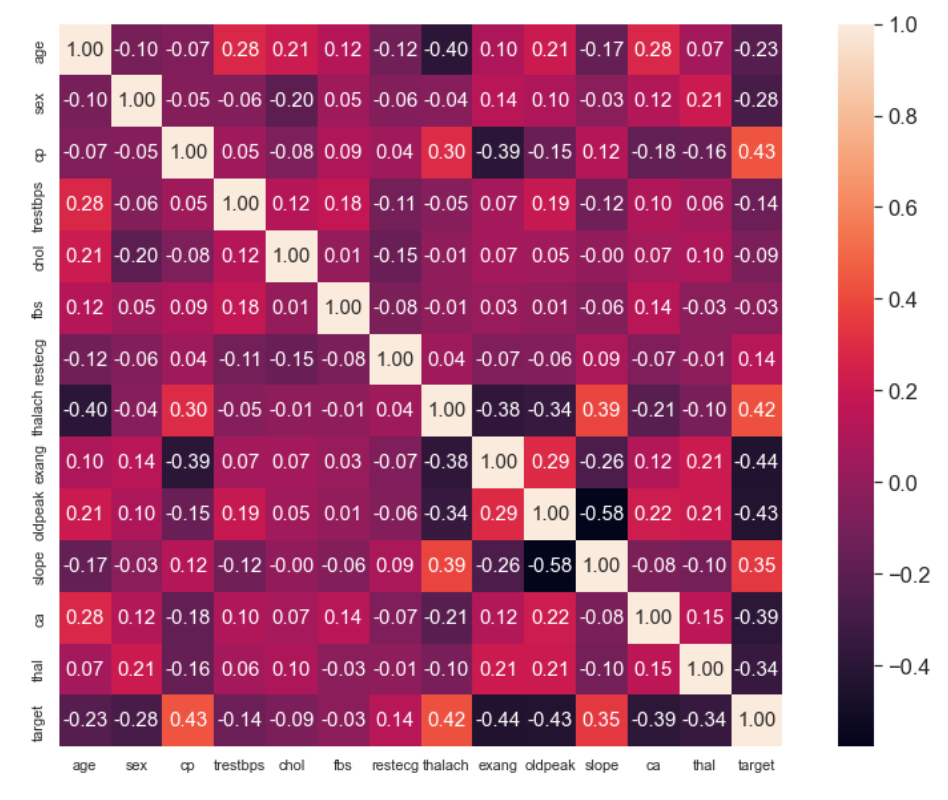 age 1.00 -0.10 -0.07 0.28 0.21 0.12 -0.12 -0.40 0.10 0.21 -0.17 0.28 0.07 -0.23
sex -0.10 1.00 -0.05 -0.06 -0.20 0.05 -0.06 -0.04 0.14 0.10 -0.03 0.12 0.21 -0.28
cp -0.07 -0.05 1.00 0.05 -0.08 0.09 0.04 0.30 -0.39 -0.15 0.12 -0.18 -0.16 0.43
trestbps 0.28 -0.06 0.05 1.00 0.12 0.18 -0.11 -0.05 0.07 0.19 -0.12 0.10 0.06 -0.14
chol 0.21 -0.20 -0.08 0.12 1.00 0.01 -0.15 -0.01 0.07 0.05 -0.00 0.07 0.10 -0.09
fbs 0.12 0.05 0.09 0.18 0.01 1.00 -0.08 -0.01 0.03 0.01 -0.06 0.14 -0.03 -0.03
restecg -0.12 -0.06 0.04 -0.11 -0.15 -0.08 1.00 0.04 -0.07 -0.06 0.09 -0.07 -0.01 0.14
thalach -0.40 -0.04 0.30 -0.05 -0.01 -0.01 0.04 1.00 -0.38 -0.34 0.39 -0.21 -0.10 0.42
exang 0.10 0.14 -0.39 0.07 0.07 0.03 -0.07 -0.38 1.00 0.29 -0.26 0.12 0.21 -0.44
oldpeak 0.21 0.10 -0.15 0.19 0.05 0.01 -0.06 -0.34 0.29 1.00 -0.58 0.22 0.21 -0.43
slope -0.17 -0.03 0.12 -0.12 -0.00 -0.06 0.09 0.39 -0.26 -0.58 1.00 -0.08 -0.10 0.35
ca 0.28 0.12 -0.18 0.10 0.07 0.14 -0.07 -0.21 0.12 0.22 -0.08 1.00 0.15 -0.39
thal 0.07 0.21 -0.16 0.06 0.10 -0.03 -0.01 -0.10 0.21 0.21 -0.10 0.15 1.00 -0.34
target -0.23 -0.28 0.43 -0.14 -0.09 -0.03 0.14 0.42 -0.44 -0.43 0.35 -0.39 -0.34 1.00
age sex cp trestbps chol fbs restecg thalach exang oldpeak slope ca thal target
1.0
0.8
0.6
0.4
0.2
0.0
−0.2
−0.4